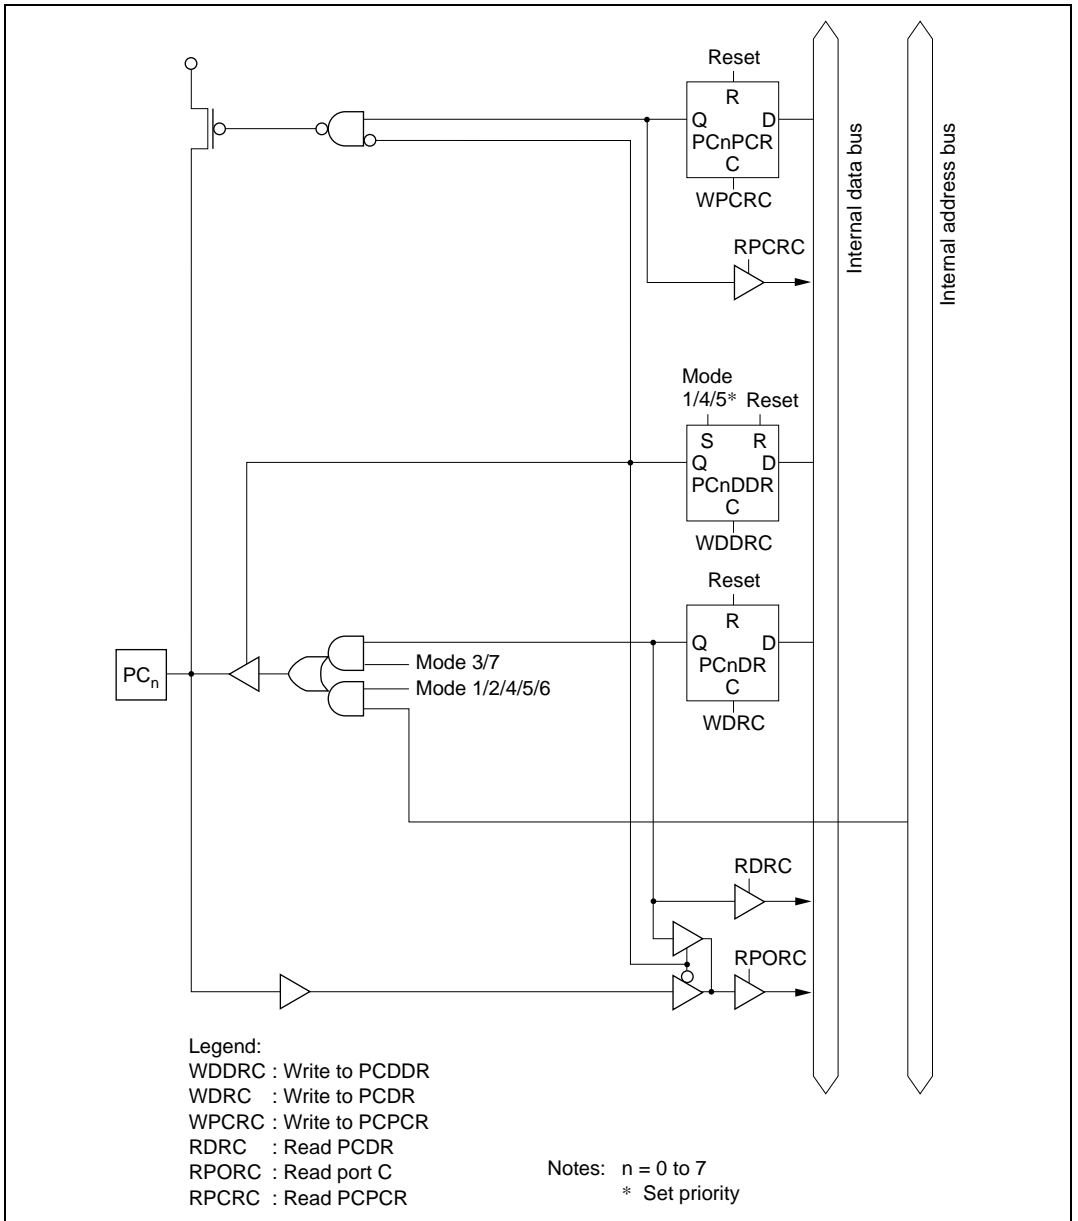 Reset
R
Q D
PCnPCR
C
WPCRC
Internal data bus
Internal address bus
RPCRC
Mode
1/4/5* Reset
S R
Q D
PCnDDR
C
WDDRC
Reset
R
Q D
PCnDR
C
WDRC
Mode 3/7
PCn
Mode 1/2/4/5/6
RDRC
RPORC
Legend:
WDDRC : Write to PCDDR
WDRC : Write to PCDR
WPCRC : Write to PCPCR
RDRC : Read PCDR
RPORC : Read port C
RPCRC : Read PCPCR
Notes: n = 0 to 7
* Set priority